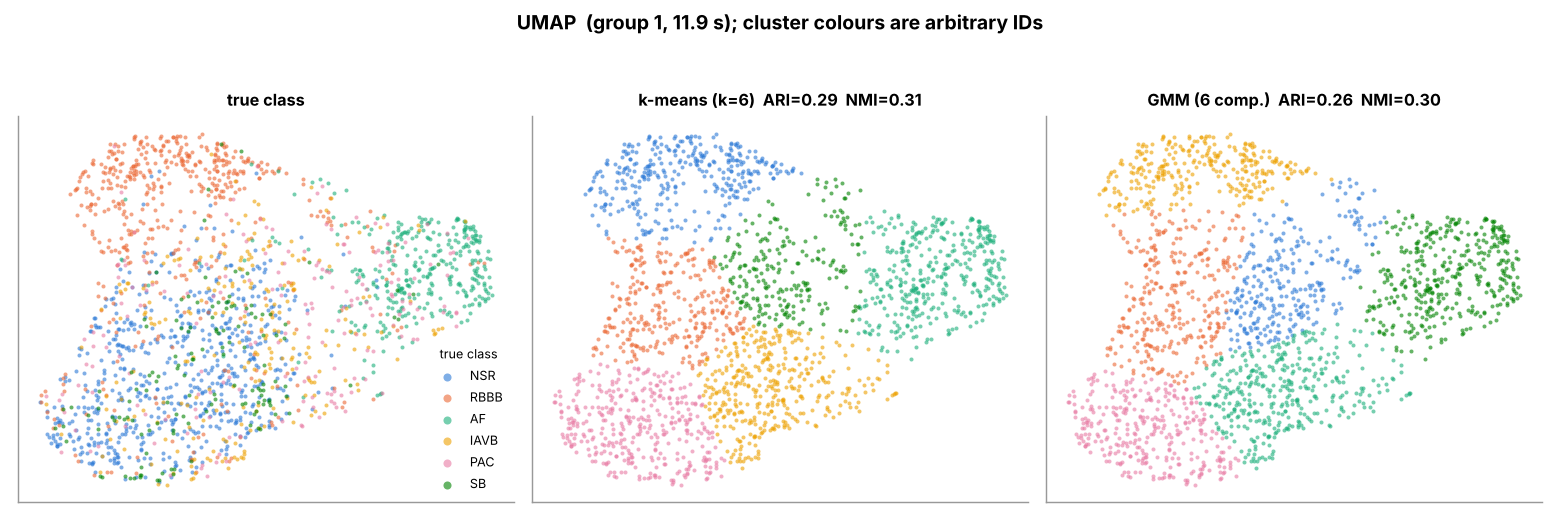 UMAP (group 1, 11.9 s); cluster colours are arbitrary IDs
true class
k-means (k=6) ARI=0.29 NMI=0.31
GMM (6 comp.) ARI=0.26 NMI=0.30
true class
NSR
RBBB
AF
IAVB
PAC
SB